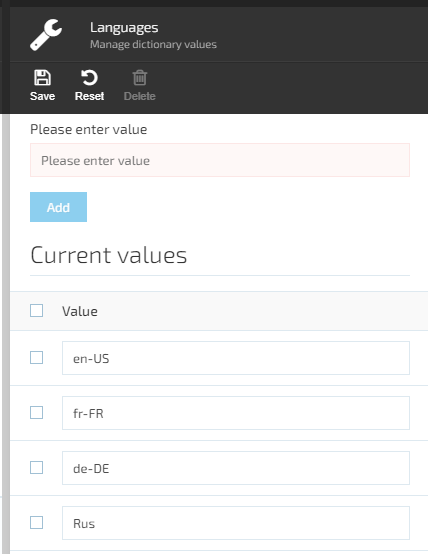 Languages
Manage dictionary values
Save Reset Delete
Please enter value
Please enter value
Add
Current values
Value
en-US
fr-FR
de-DE
Rus